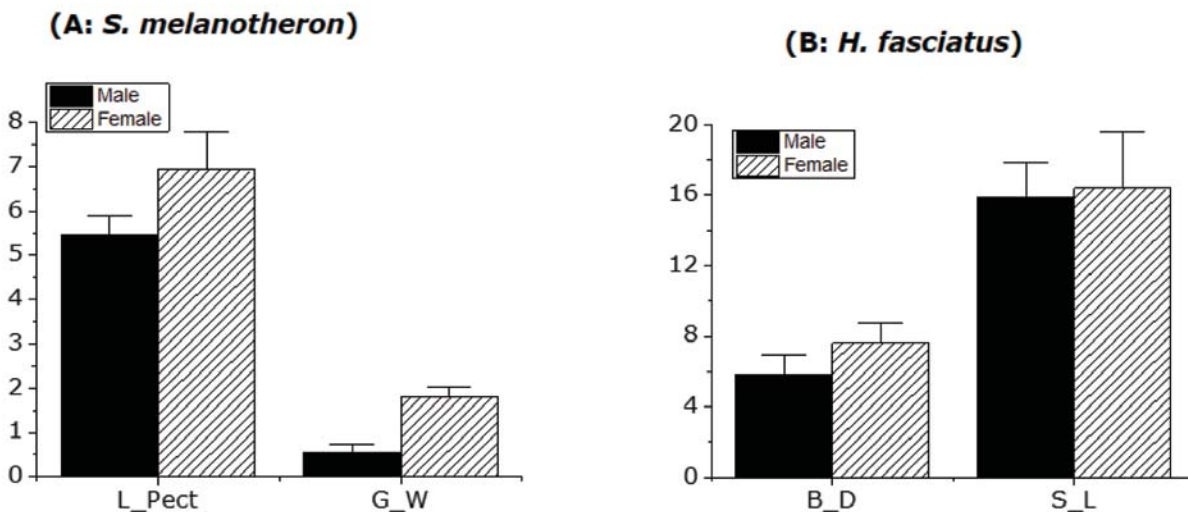 (A: S. melanotheron)
Male
Female
8
7
6
5
4
3
2
1
0
L_Pect G_W
(B: H. fasciatus)
Male
Female
20
16
12
8
4
0
B_D S_L